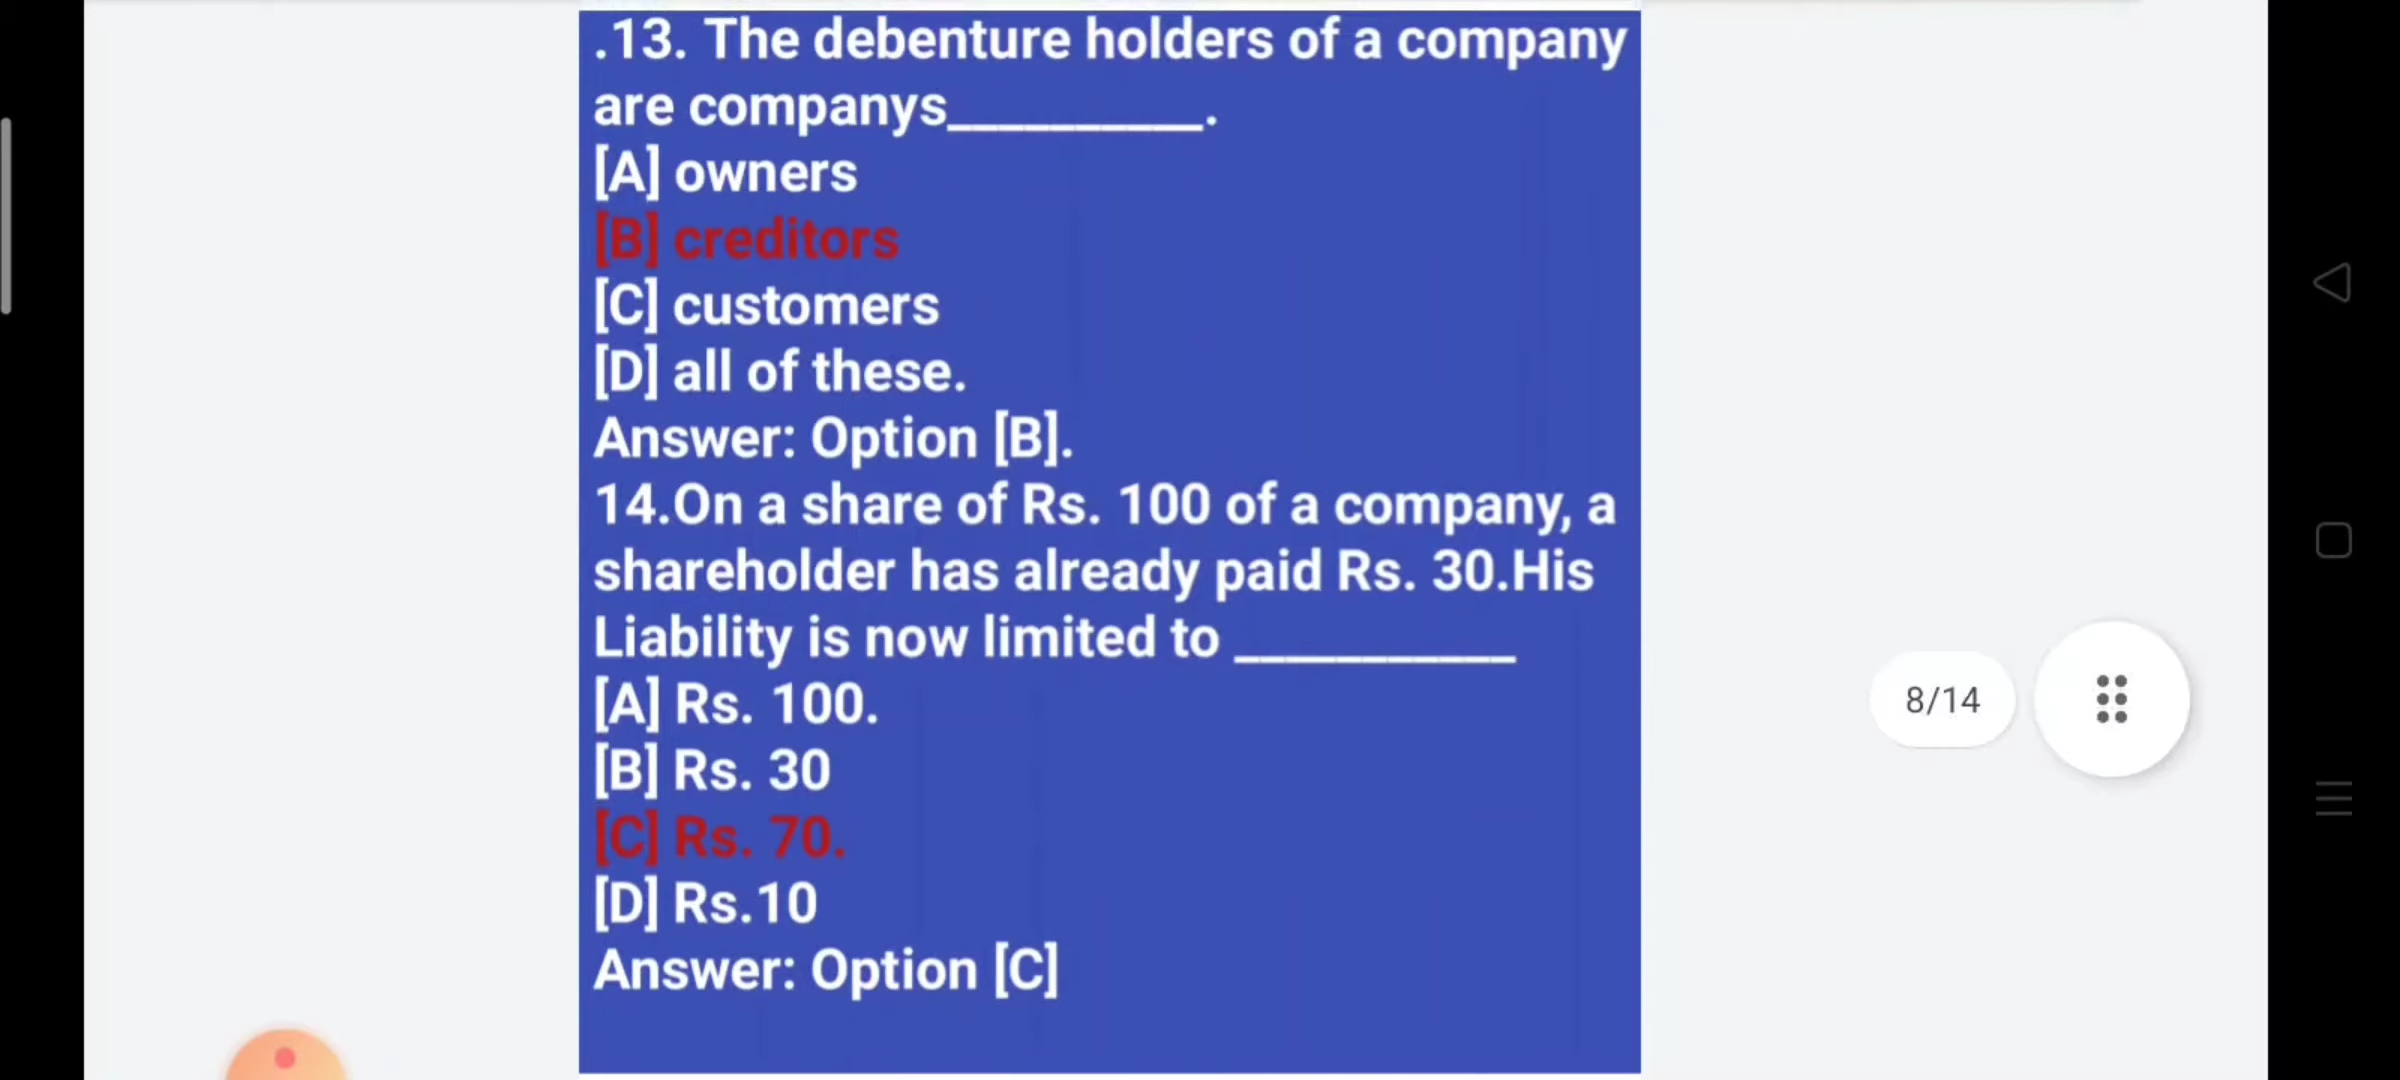 .13. The debenture holders of a company
are companys__________.
[A] owners
[B] creditors
[C] customers
[D] all of these.
Answer: Option [B].
14.On a share of Rs. 100 of a company, a
shareholder has already paid Rs. 30.His
Liability is now limited to ___________
[A] Rs. 100.
[B] Rs. 30
[C] Rs. 70.
[D] Rs.10
Answer: Option [C]
8/14